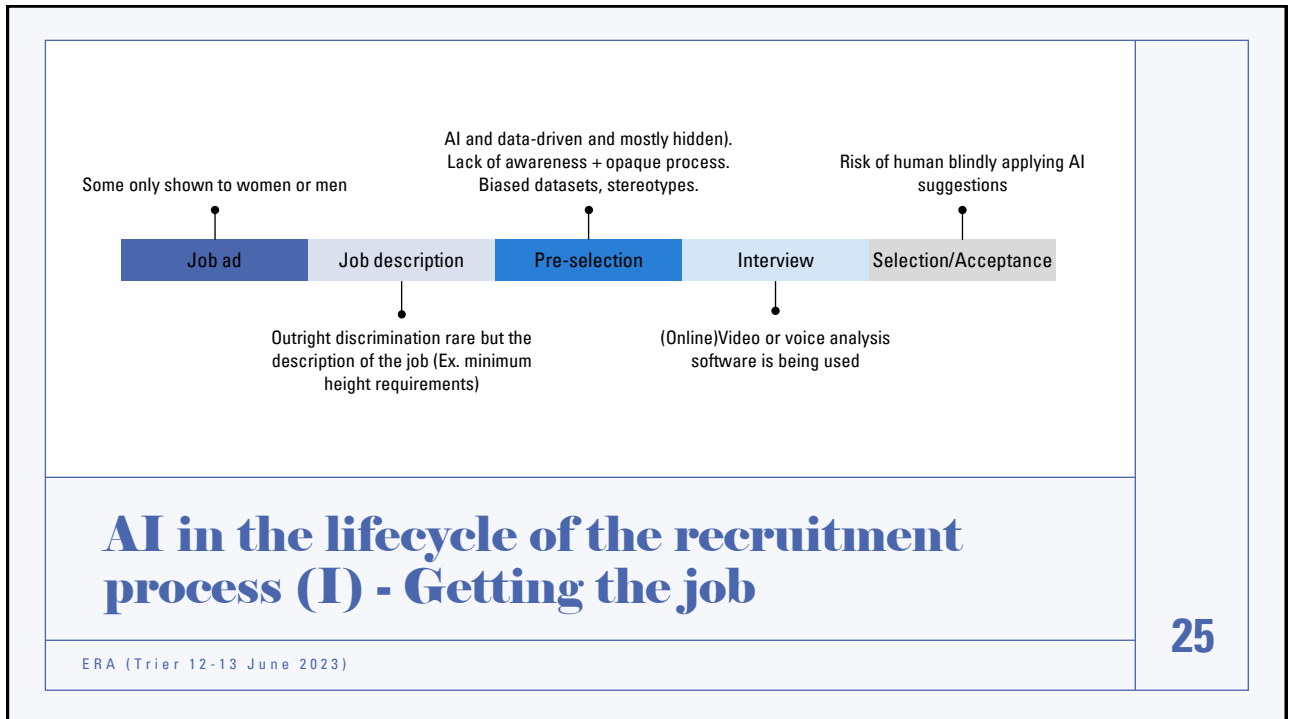 AI and data-driven and mostly hidden).
Lack of awareness + opaque process.
Biased datasets, stereotypes.
Some only shown to women or men
Risk of human blindly applying AI
suggestions
Job ad
Job description
Pre-selection
Interview
Selection/Acceptance
Outright discrimination rare but the
description of the job (Ex. minimum
height requirements)
(Online)Video or voice analysis
software is being used
AI in the lifecycle of the recruitment
process (I) - Getting the job
25
ERA (Trier 12-13 June 2023)